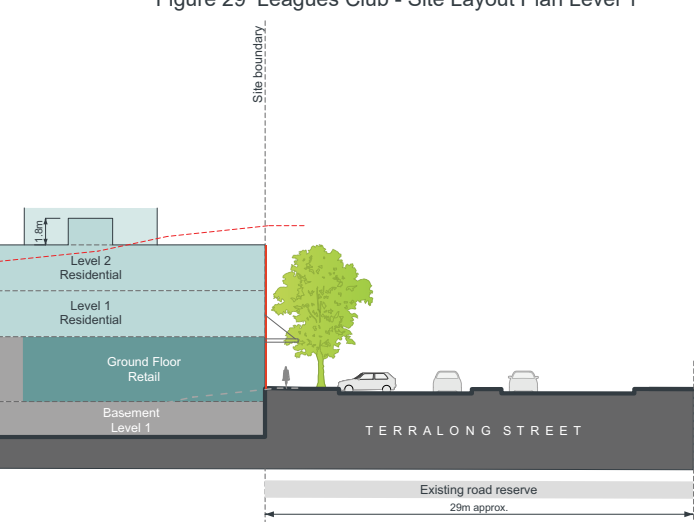 Figure 29 Leagues Club - Site Layout Plan Level 1
Site boundary
1.8m
Level 2
Residential
Level 1
Residential
Ground Floor
Retail
Basement
Level 1
TERRALONG STREET
Existing road reserve
29m approx.